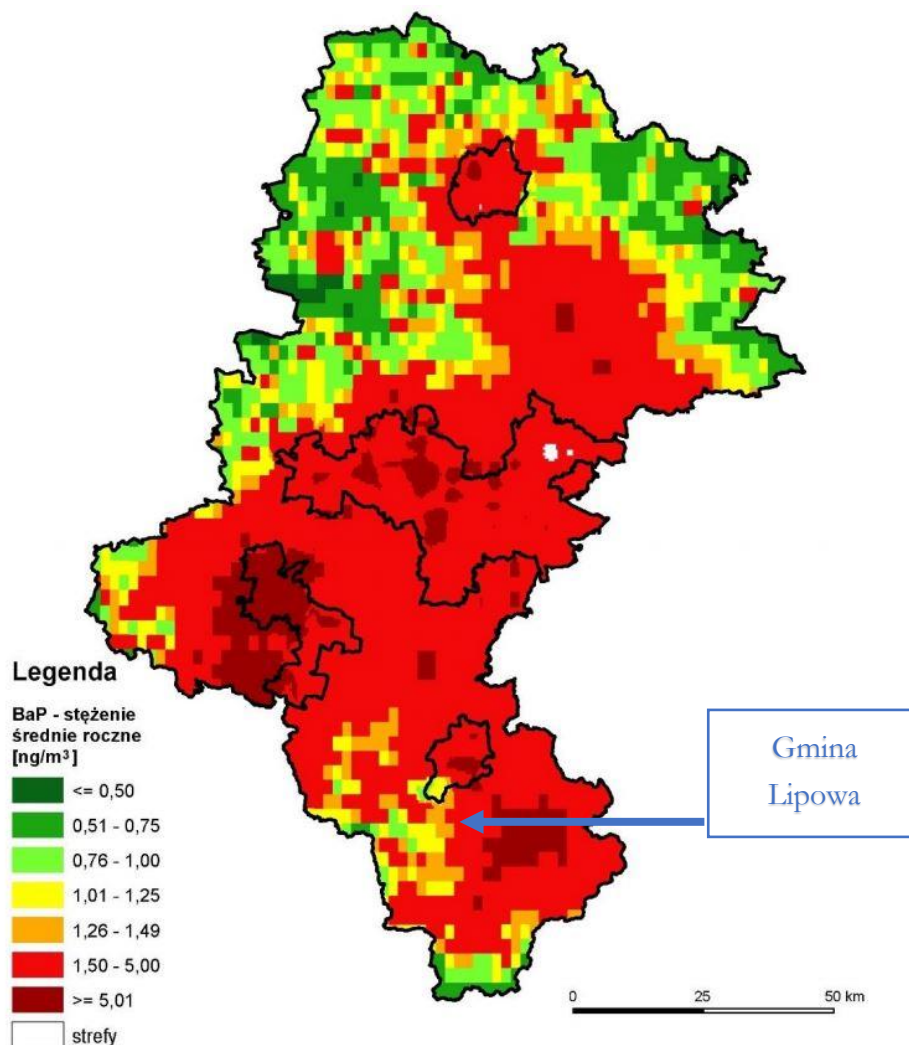 Legenda
BaP - stężenie
średnie roczne
[ng/m³]
<= 0,50
0,51 - 0,75
0,76 - 1,00
1,01 - 1,25
1,26 - 1,49
1,50 - 5,00
>= 5,01
strefy
Gmina
Lipowa
0 25 50 km